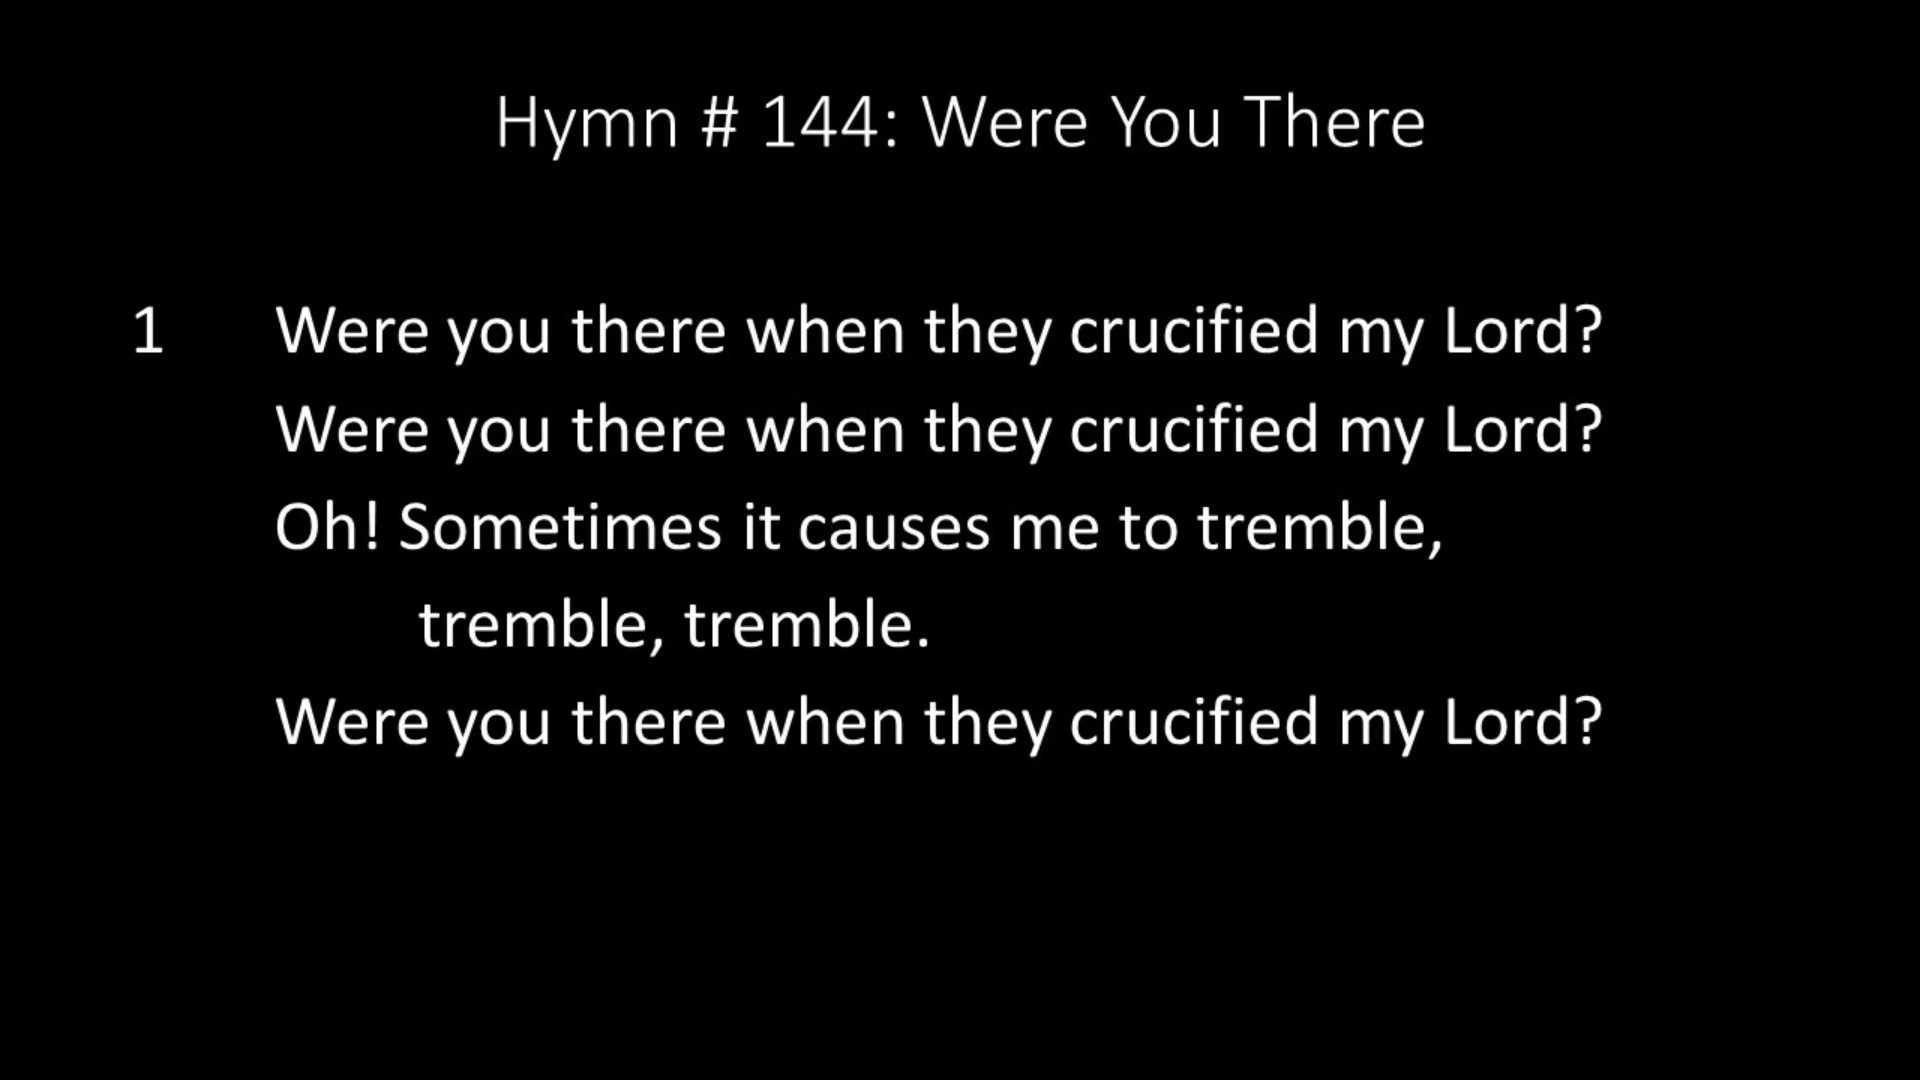 Hymn # 144: Were You There
1 Were you there when they crucified my Lord?
Were you there when they crucified my Lord?
Oh! Sometimes it causes me to tremble,
tremble, tremble.
Were you there when they crucified my Lord?